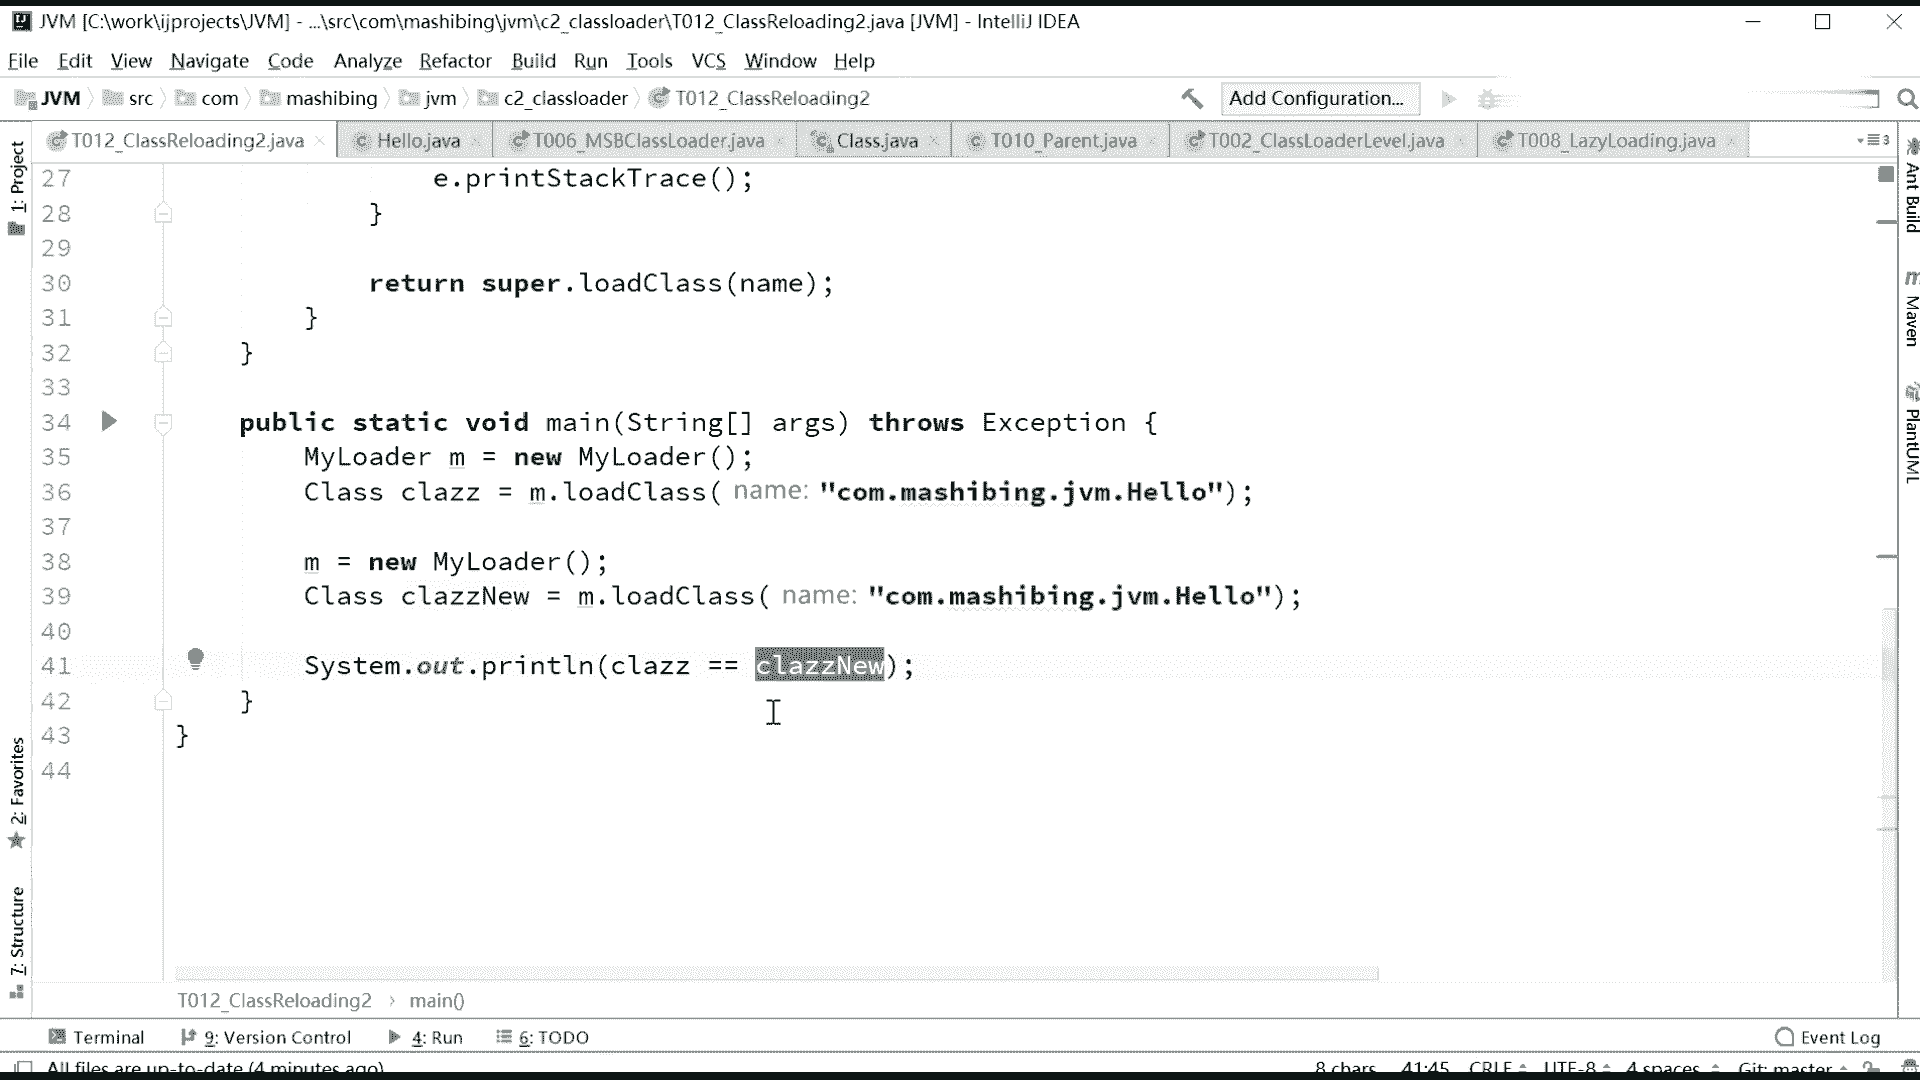 JVM [C:\work\ijprojects\JVM] - ...\src\com\mashibing\jvm\c2_classloader\T012_ClassReloading2.java [JVM] - IntelliJ IDEA
File Edit View Navigate Code Analyze Refactor Build Run Tools VCS Window Help
JVM src com mashibing jvm c2_classloader T012_ClassReloading2 Add Configuration...
T012_ClassReloading2.java Hello.java T006_MSBClassLoader.java Class.java T010_Parent.java T002_ClassLoaderLevel.java T008_LazyLoading.java 3
1: Project
2: Favorites
7: Structure
27 e.printStackTrace();
28 }
29
30 return super.loadClass(name);
31 }
32 }
33
34 public static void main(String[] args) throws Exception {
35 MyLoader m = new MyLoader();
36 Class clazz = m.loadClass( name: "com.mashibing.jvm.Hello");
37
38 m = new MyLoader();
39 Class clazzNew = m.loadClass( name: "com.mashibing.jvm.Hello");
40
41 System.out.println(clazz == clazzNew);
42 }
43 }
44
Ant Build
Maven
PlantUML
T012_ClassReloading2 › main()
Terminal 9: Version Control 4: Run 6: TODO Event Log
All files are up-to-date (4 minutes ago) 8 chars 41:45 CRLF UTF-8 4 spaces Git: master